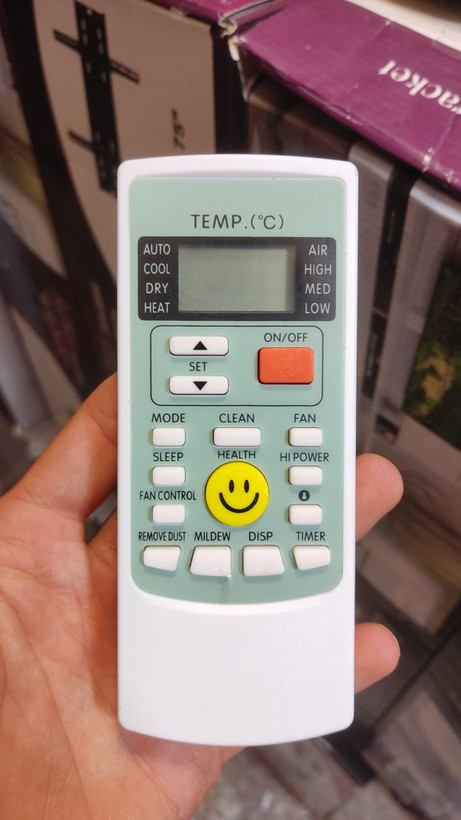 racket
75"
TEMP.(°C)
AUTO AIR
COOL HIGH
DRY MED
HEAT LOW
ON/OFF
SET
MODE CLEAN FAN
SLEEP HEALTH HI POWER
FAN CONTROL
REMOVE DUST MILDEW DISP TIMER